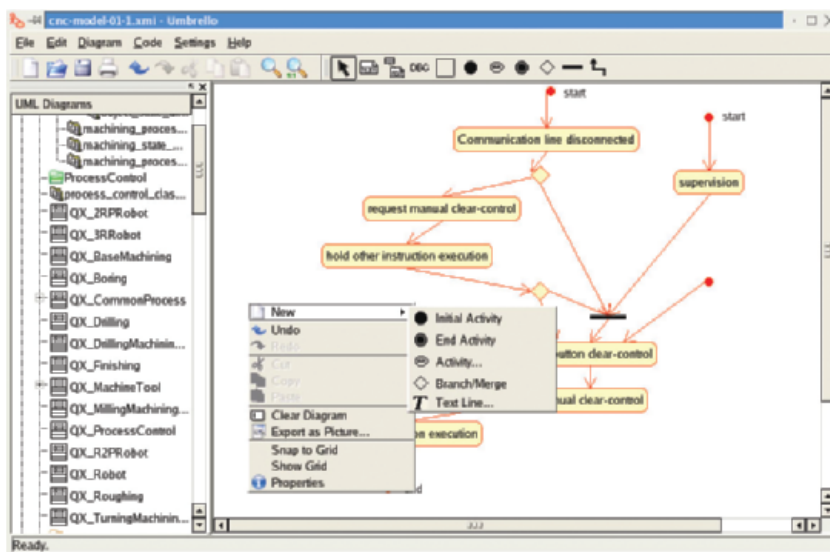 cnc-model-01-1.xmi - Umbrello
File Edit Diagram Code Settings Help
DBC
UML Diagrams
machining_proces...
machining_state_...
machining_proces...
ProcessControl
process_control_clas...
QX_2RPRobot
QX_3RRobot
QX_BaseMachining
QX_Boring
QX_CommonProcess
QX_Drilling
QX_DrillingMachinin...
QX_Finishing
QX_MachineTool
QX_MillingMachining...
QX_ProcessControl
QX_R2PRobot
QX_Robot
QX_Roughing
QX_TurningMachinin...
start
Communication line disconnected
start
supervision
request manual clear-control
hold other instruction execution
button clear-control
ual clear-control
on execution
New
Undo
Redo
Cut
Copy
Paste
Clear Diagram
Export as Picture...
Snap to Grid
Show Grid
Properties
Initial Activity
End Activity
Activity...
Branch/Merge
Text Line...
Ready.